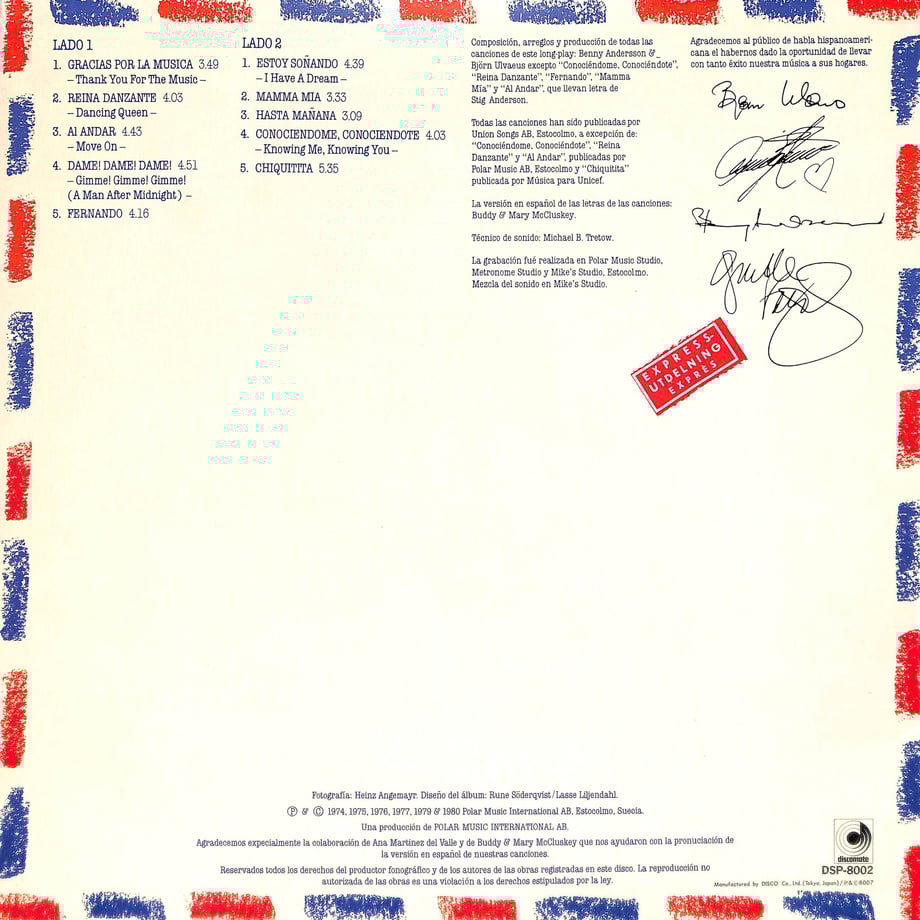 LADO 1
1. GRACIAS POR LA MUSICA 3.49
– Thank You For The Music –
2. REINA DANZANTE 4.03
– Dancing Queen –
3. Al ANDAR 4.43
– Move On –
4. DAME! DAME! DAME! 4.51
– Gimme! Gimme! Gimme!
(A Man After Midnight) –
5. FERNANDO 4.16
LADO 2
1. ESTOY SOÑANDO 4.39
– I Have A Dream –
2. MAMMA MIA 3.33
3. HASTA MAÑANA 3.09
4. CONOCIENDOME, CONOCIENDOTE 4.03
– Knowing Me, Knowing You –
5. CHIQUITITA 5.35
Composición, arreglos y producción de todas las
canciones de este long-play: Benny Andersson &
Björn Ulvaeus excepto “Conociéndome, Conociéndote”,
“Reina Danzante”, “Fernando”, “Mamma
Mía” y “Al Andar”, que llevan letra de
Stig Anderson.
Todas las canciones han sido publicadas por
Union Songs AB, Estocolmo, a excepción de:
“Conociéndome, Conociéndote”, “Reina
Danzante” y “Al Andar”, publicadas por
Polar Music AB, Estocolmo y “Chiquitita”
publicada por Música para Unicef.
La versión en español de las letras de las canciones:
Buddy & Mary McCluskey.
Técnico de sonido: Michael B. Tretow.
La grabación fué realizada en Polar Music Studio,
Metronome Studio y Mike's Studio, Estocolmo.
Mezcla del sonido en Mike's Studio.
Agradecemos al público de habla hispanoameri-
cana el habernos dado la oportunidad de llevar
con tanto éxito nuestra música a sus hogares.
EXPRESS-
UTDELNING
EXPRÈS
Fotografía: Heinz Angemayr. Diseño del álbum: Rune Söderqvist/Lasse Liljendahl.
Ⓟ & Ⓒ 1974, 1975, 1976, 1977, 1979 & 1980 Polar Music International AB, Estocolmo, Suecia.
Una producción de POLAR MUSIC INTERNATIONAL AB.
Agradecemos expecialmente la colaboración de Ana Martinez del Valle y de Buddy & Mary McCluskey que nos ayudaron con la pronuciación de
la versión en español de nuestras canciones.
Reservados todo los derechos del productor fonográfico y de los autores de las obras registradas en este disco. La reproducción no
autorizada de las obras es una violación a los derechos estipulados por la ley.
discomate
DSP-8002
Manufactured by DISCO Co., Ltd. (Tokyo, Japan)/Ⓟ&Ⓒ8007